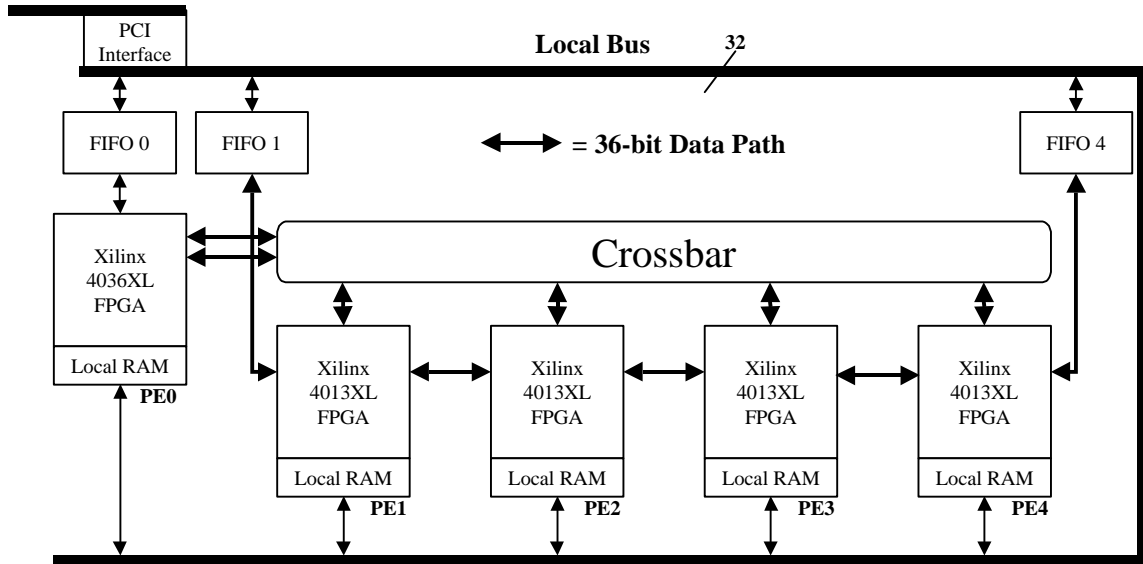 PCI
Interface
Local Bus
32
FIFO 0
FIFO 1
= 36-bit Data Path
FIFO 4
Xilinx
4036XL
FPGA
Local RAM
PE0
Crossbar
Xilinx
4013XL
FPGA
Local RAM
PE1
Xilinx
4013XL
FPGA
Local RAM
PE2
Xilinx
4013XL
FPGA
Local RAM
PE3
Xilinx
4013XL
FPGA
Local RAM
PE4